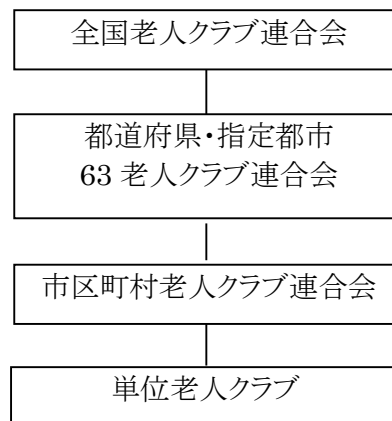 全国老人クラブ連合会
都道府県・指定都市
63 老人クラブ連合会
市区町村老人クラブ連合会
単位老人クラブ